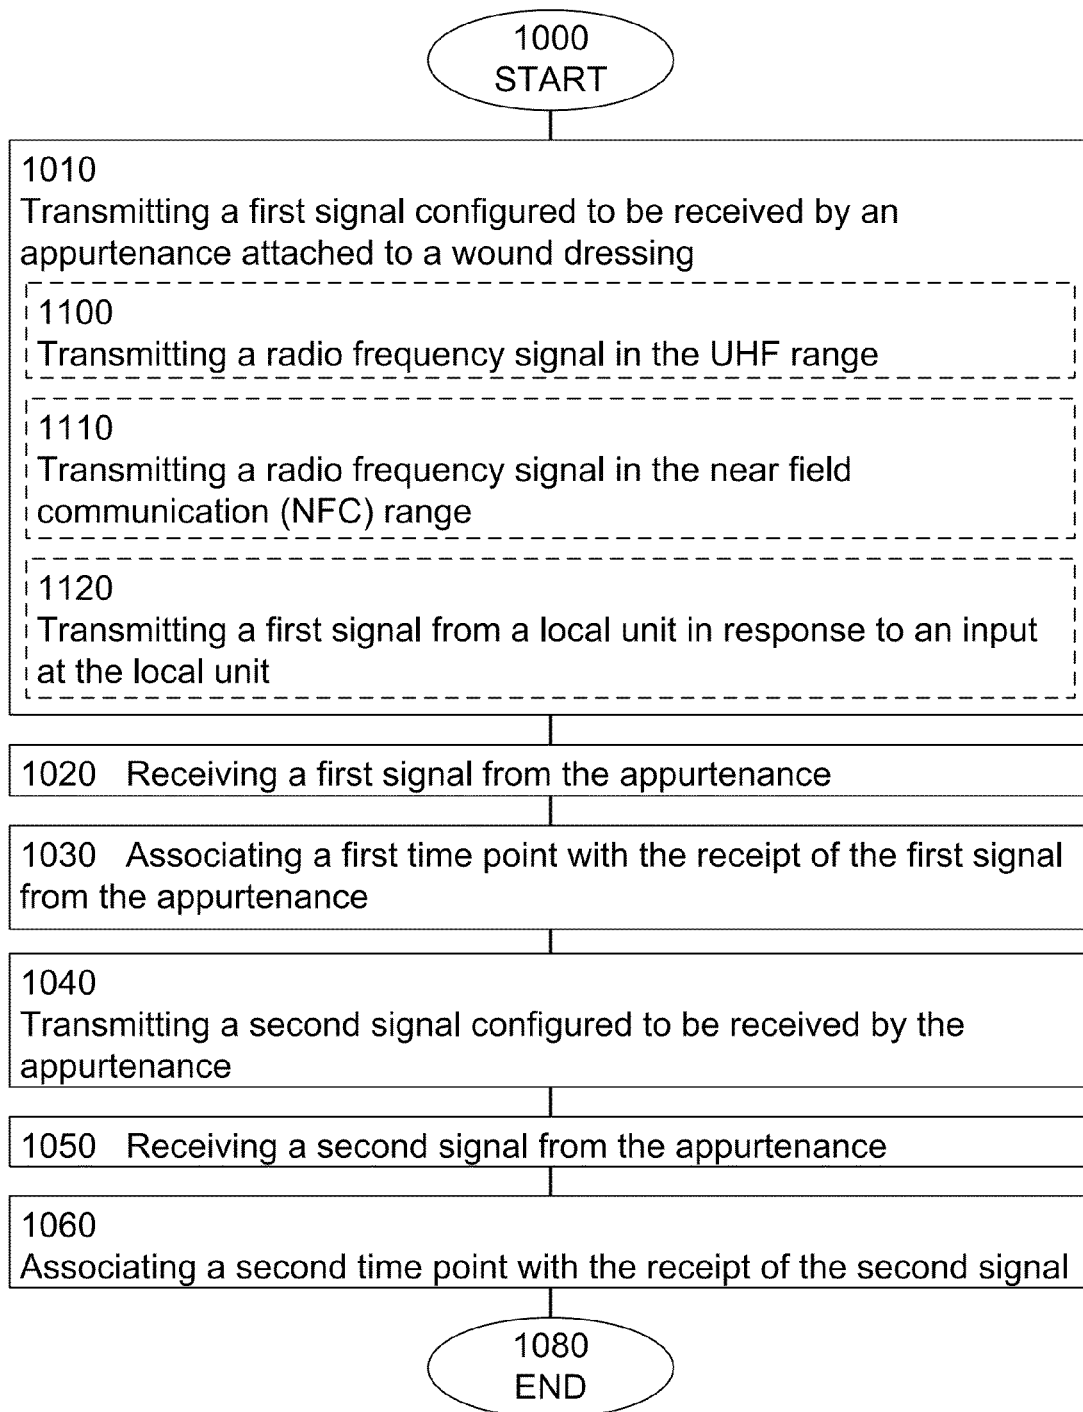 1000
START
1010
Transmitting a first signal configured to be received by an
appurtenance attached to a wound dressing
1100
Transmitting a radio frequency signal in the UHF range
1110
Transmitting a radio frequency signal in the near field
communication (NFC) range
1120
Transmitting a first signal from a local unit in response to an input
at the local unit
1020 Receiving a first signal from the appurtenance
1030 Associating a first time point with the receipt of the first signal
from the appurtenance
1040
Transmitting a second signal configured to be received by the
appurtenance
1050 Receiving a second signal from the appurtenance
1060
Associating a second time point with the receipt of the second signal
1080
END